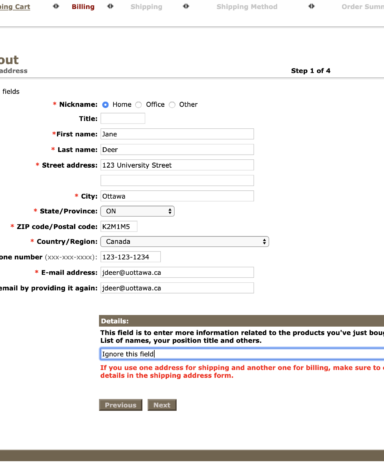 ping Cart Billing Shipping Shipping Method Order Summ
out
address Step 1 of 4
fields
* Nickname: Home Office Other
Title:
*First name: Jane
* Last name: Deer
* Street address: 123 University Street
* City: Ottawa
* State/Province: ON
* ZIP code/Postal code: K2M1M5
* Country/Region: Canada
one number (xxx-xxx-xxxx): 123-123-1234
* E-mail address: jdeer@uottawa.ca
email by providing it again: jdeer@uottawa.ca
Details:
This field is to enter more information related to the products you've just boug
List of names, your position title and others.
Ignore this field
If you use one address for shipping and another one for billing, make sure to
details in the shipping address form.
Previous Next